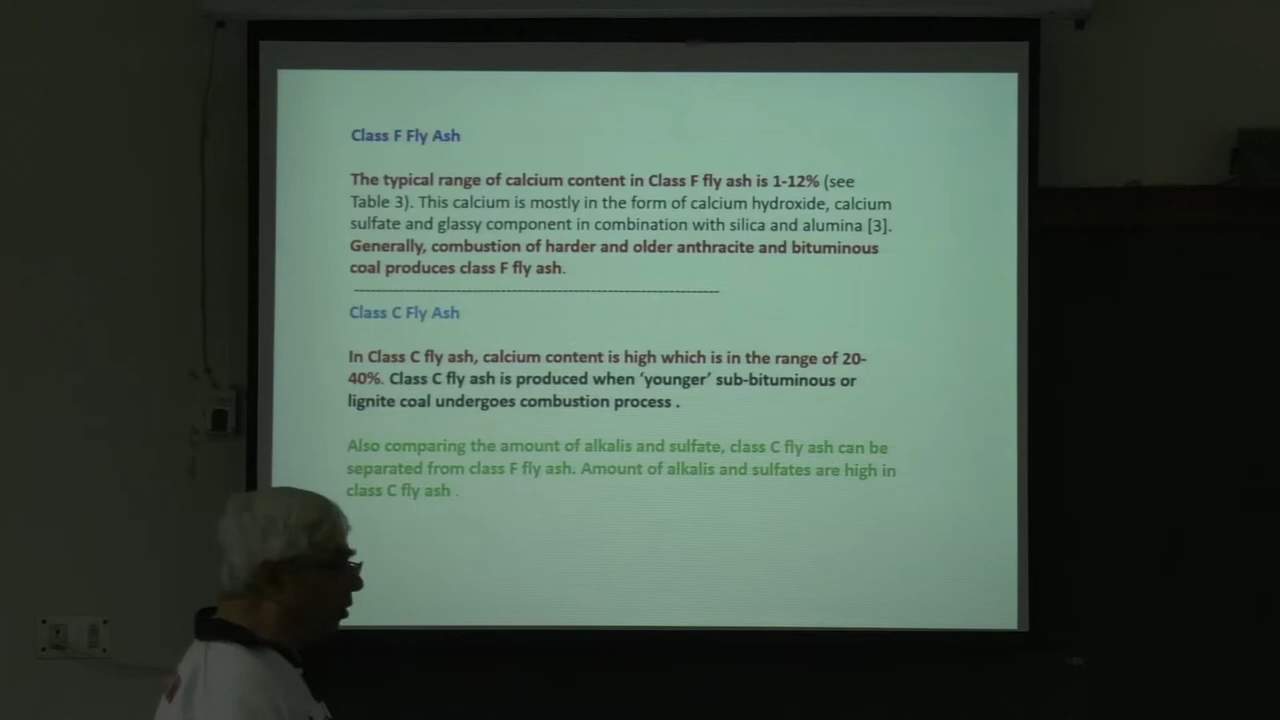 Class F Fly Ash
The typical range of calcium content in Class F fly ash is 1-12% (see
Table 3). This calcium is mostly in the form of calcium hydroxide, calcium
sulfate and glassy component in combination with silica and alumina [3].
Generally, combustion of harder and older anthracite and bituminous
coal produces class F fly ash.
Class C Fly Ash
In Class C fly ash, calcium content is high which is in the range of 20-
40%. Class C fly ash is produced when ‘younger’ sub-bituminous or
lignite coal undergoes combustion process .
Also comparing the amount of alkalis and sulfate, class C fly ash can be
separated from class F fly ash. Amount of alkalis and sulfates are high in
class C fly ash .